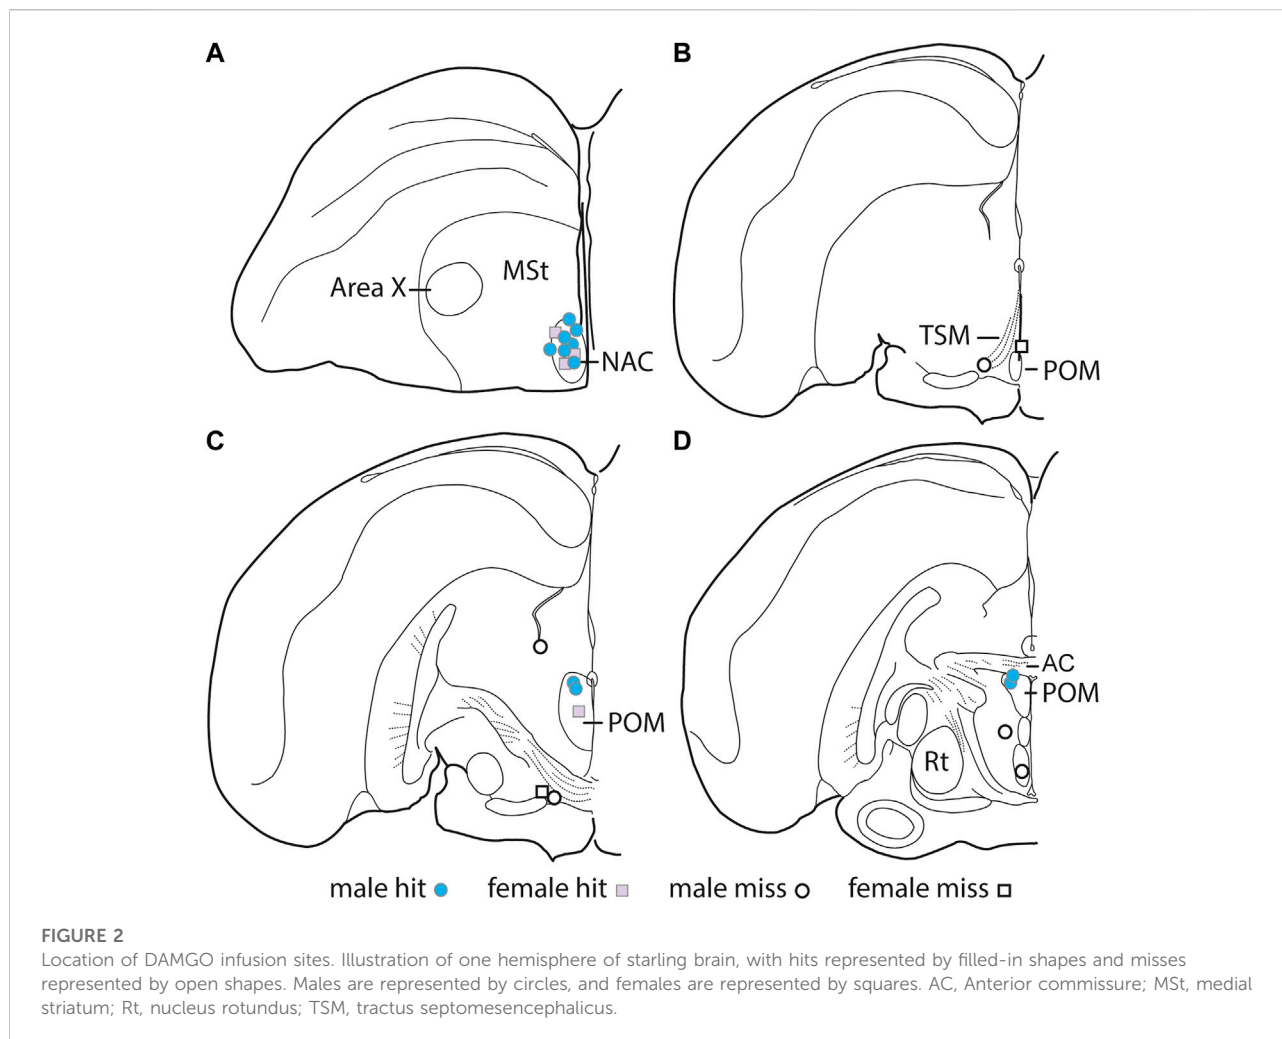 A
B
Area X
MSt
NAC
TSM
POM
C
D
POM
AC
POM
Rt
male hit
female hit
male miss
female miss
FIGURE 2
Location of DAMGO infusion sites. Illustration of one hemisphere of starling brain, with hits represented by filled-in shapes and misses
represented by open shapes. Males are represented by circles, and females are represented by squares. AC, Anterior commissure; MSt, medial
striatum; Rt, nucleus rotundus; TSM, tractus septomesencephalicus.